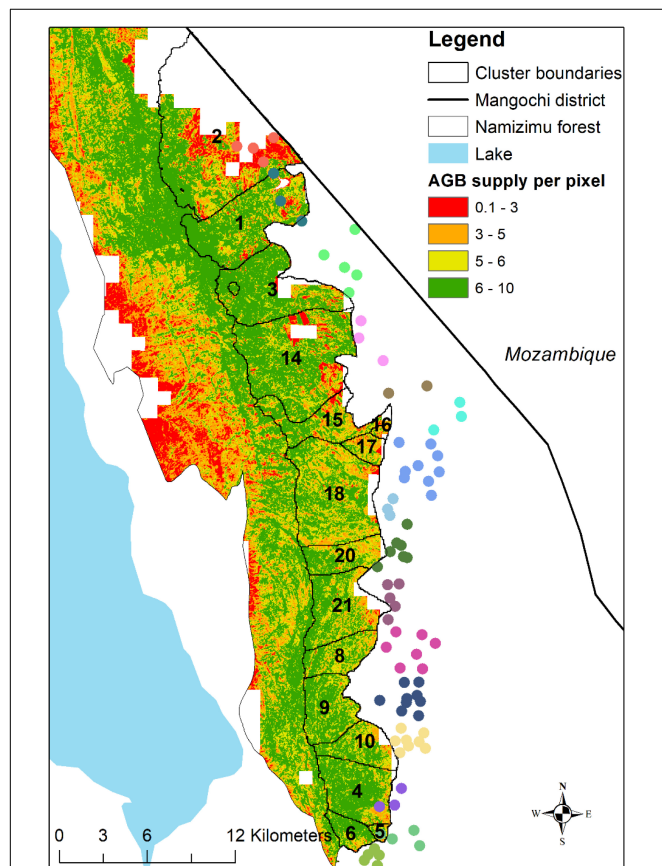 Legend
Cluster boundaries
Mangochi district
Namizimu forest
Lake
AGB supply per pixel
0.1 - 3
3 - 5
5 - 6
6 - 10
2
1
3
14
Mozambique
15
16
17
18
20
21
8
9
10
4
6 5
N
W E
S
0 3 6 12 Kilometers